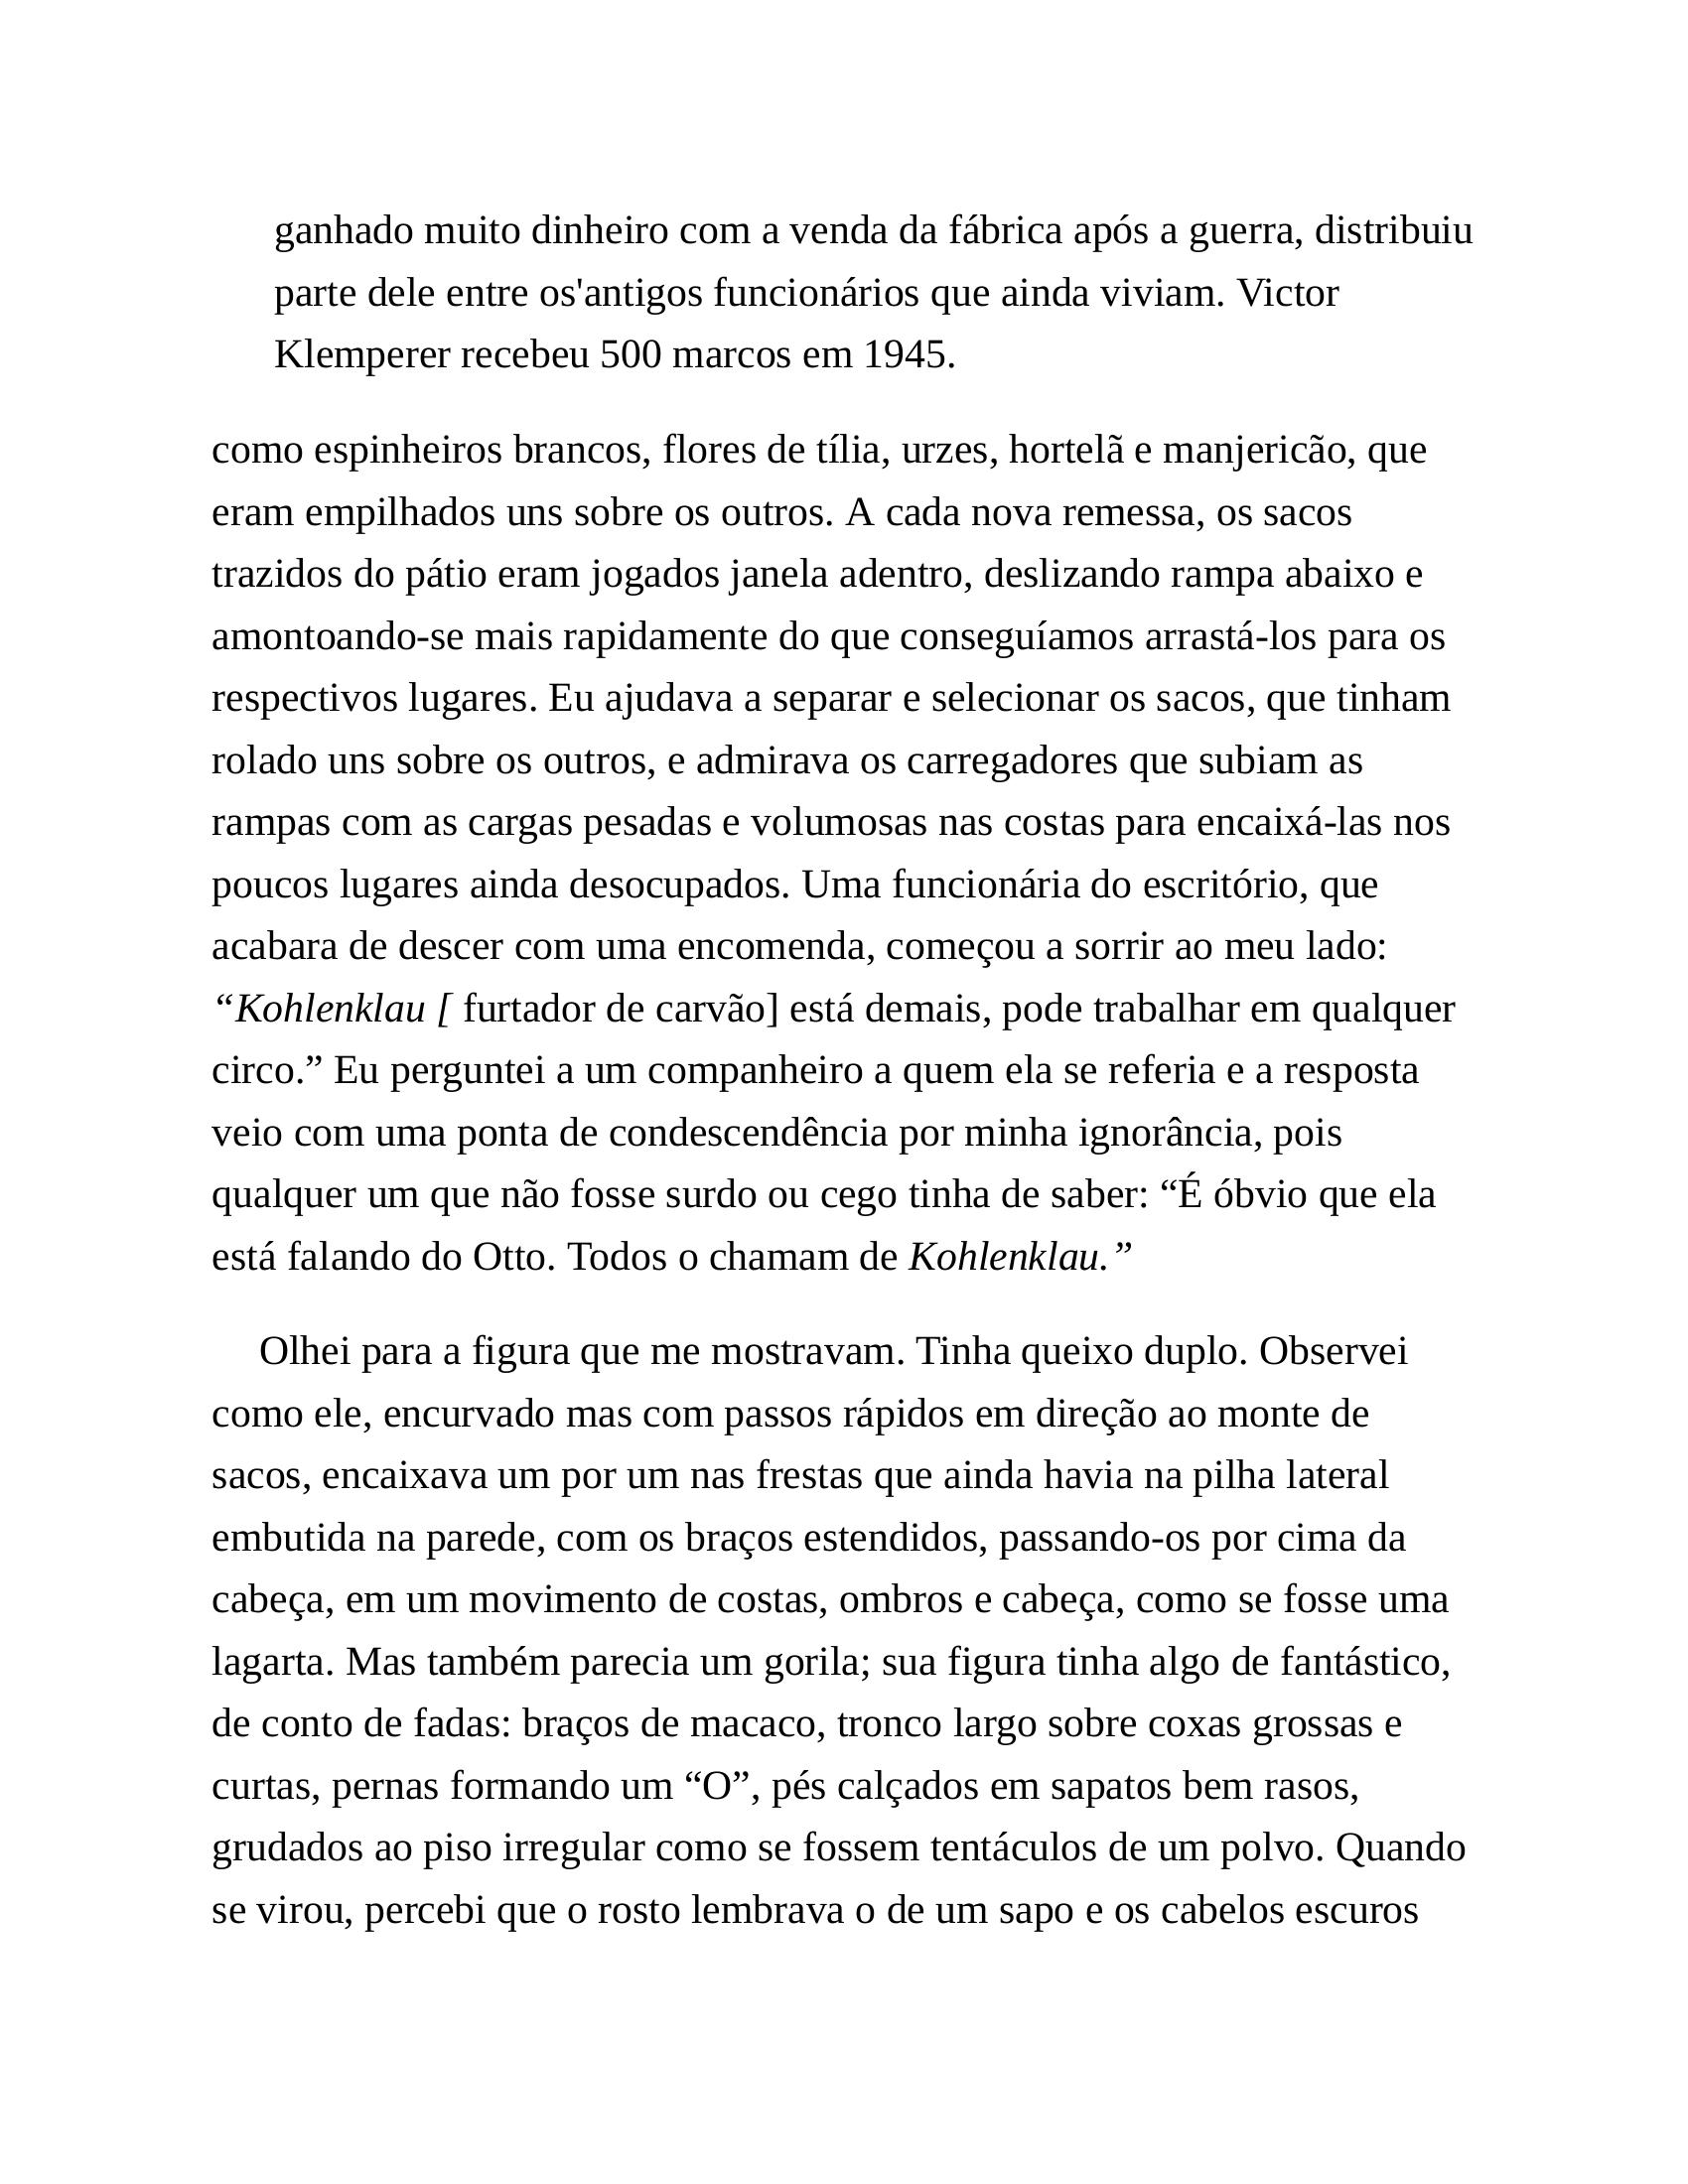 ganhado muito dinheiro com a venda da fábrica após a guerra, distribuiu
parte dele entre os'antigos funcionários que ainda viviam. Victor
Klemperer recebeu 500 marcos em 1945.
como espinheiros brancos, flores de tília, urzes, hortelã e manjericão, que
eram empilhados uns sobre os outros. A cada nova remessa, os sacos
trazidos do pátio eram jogados janela adentro, deslizando rampa abaixo e
amontoando-se mais rapidamente do que conseguíamos arrastá-los para os
respectivos lugares. Eu ajudava a separar e selecionar os sacos, que tinham
rolado uns sobre os outros, e admirava os carregadores que subiam as
rampas com as cargas pesadas e volumosas nas costas para encaixá-las nos
poucos lugares ainda desocupados. Uma funcionária do escritório, que
acabara de descer com uma encomenda, começou a sorrir ao meu lado:
“Kohlenklau [ furtador de carvão] está demais, pode trabalhar em qualquer
circo.” Eu perguntei a um companheiro a quem ela se referia e a resposta
veio com uma ponta de condescendência por minha ignorância, pois
qualquer um que não fosse surdo ou cego tinha de saber: “É óbvio que ela
está falando do Otto. Todos o chamam de Kohlenklau.”
Olhei para a figura que me mostravam. Tinha queixo duplo. Observei
como ele, encurvado mas com passos rápidos em direção ao monte de
sacos, encaixava um por um nas frestas que ainda havia na pilha lateral
embutida na parede, com os braços estendidos, passando-os por cima da
cabeça, em um movimento de costas, ombros e cabeça, como se fosse uma
lagarta. Mas também parecia um gorila; sua figura tinha algo de fantástico,
de conto de fadas: braços de macaco, tronco largo sobre coxas grossas e
curtas, pernas formando um “O”, pés calçados em sapatos bem rasos,
grudados ao piso irregular como se fossem tentáculos de um polvo. Quando
se virou, percebi que o rosto lembrava o de um sapo e os cabelos escuros